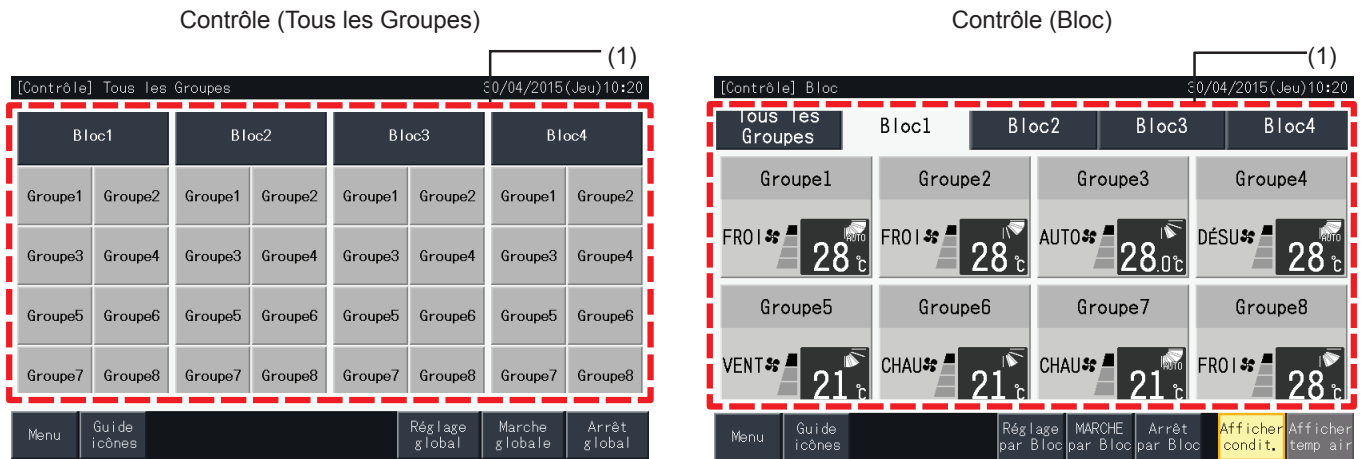 Contrôle (Tous les Groupes)
(1)
[Contrôle] Tous les Groupes 30/04/2015(Jeu)10:20
Bloc1 Bloc2 Bloc3 Bloc4
Groupe1 Groupe2 Groupe1 Groupe2 Groupe1 Groupe2 Groupe1 Groupe2
Groupe3 Groupe4 Groupe3 Groupe4 Groupe3 Groupe4 Groupe3 Groupe4
Groupe5 Groupe6 Groupe5 Groupe6 Groupe5 Groupe6 Groupe5 Groupe6
Groupe7 Groupe8 Groupe7 Groupe8 Groupe7 Groupe8 Groupe7 Groupe8
Menu Guide Réglage Marche Arrêt
icônes global globale global
Contrôle (Bloc)
(1)
[Contrôle] Bloc 30/04/2015(Jeu)10:20
Tous les
Groupes Bloc1 Bloc2 Bloc3 Bloc4
Groupe1 Groupe2 Groupe3 Groupe4
FROI AUTO 28℃ FROI 28℃ AUTO 28.0℃ DÉSU AUTO 28℃
Groupe5 Groupe6 Groupe7 Groupe8
VENT 21℃ CHAU 21℃ CHAU AUTO 21℃ FROI 28℃
Menu Guide Réglage MARCHE Arrêt Afficher Afficher
icônes par Bloc par Bloc par Bloc condit. temp air